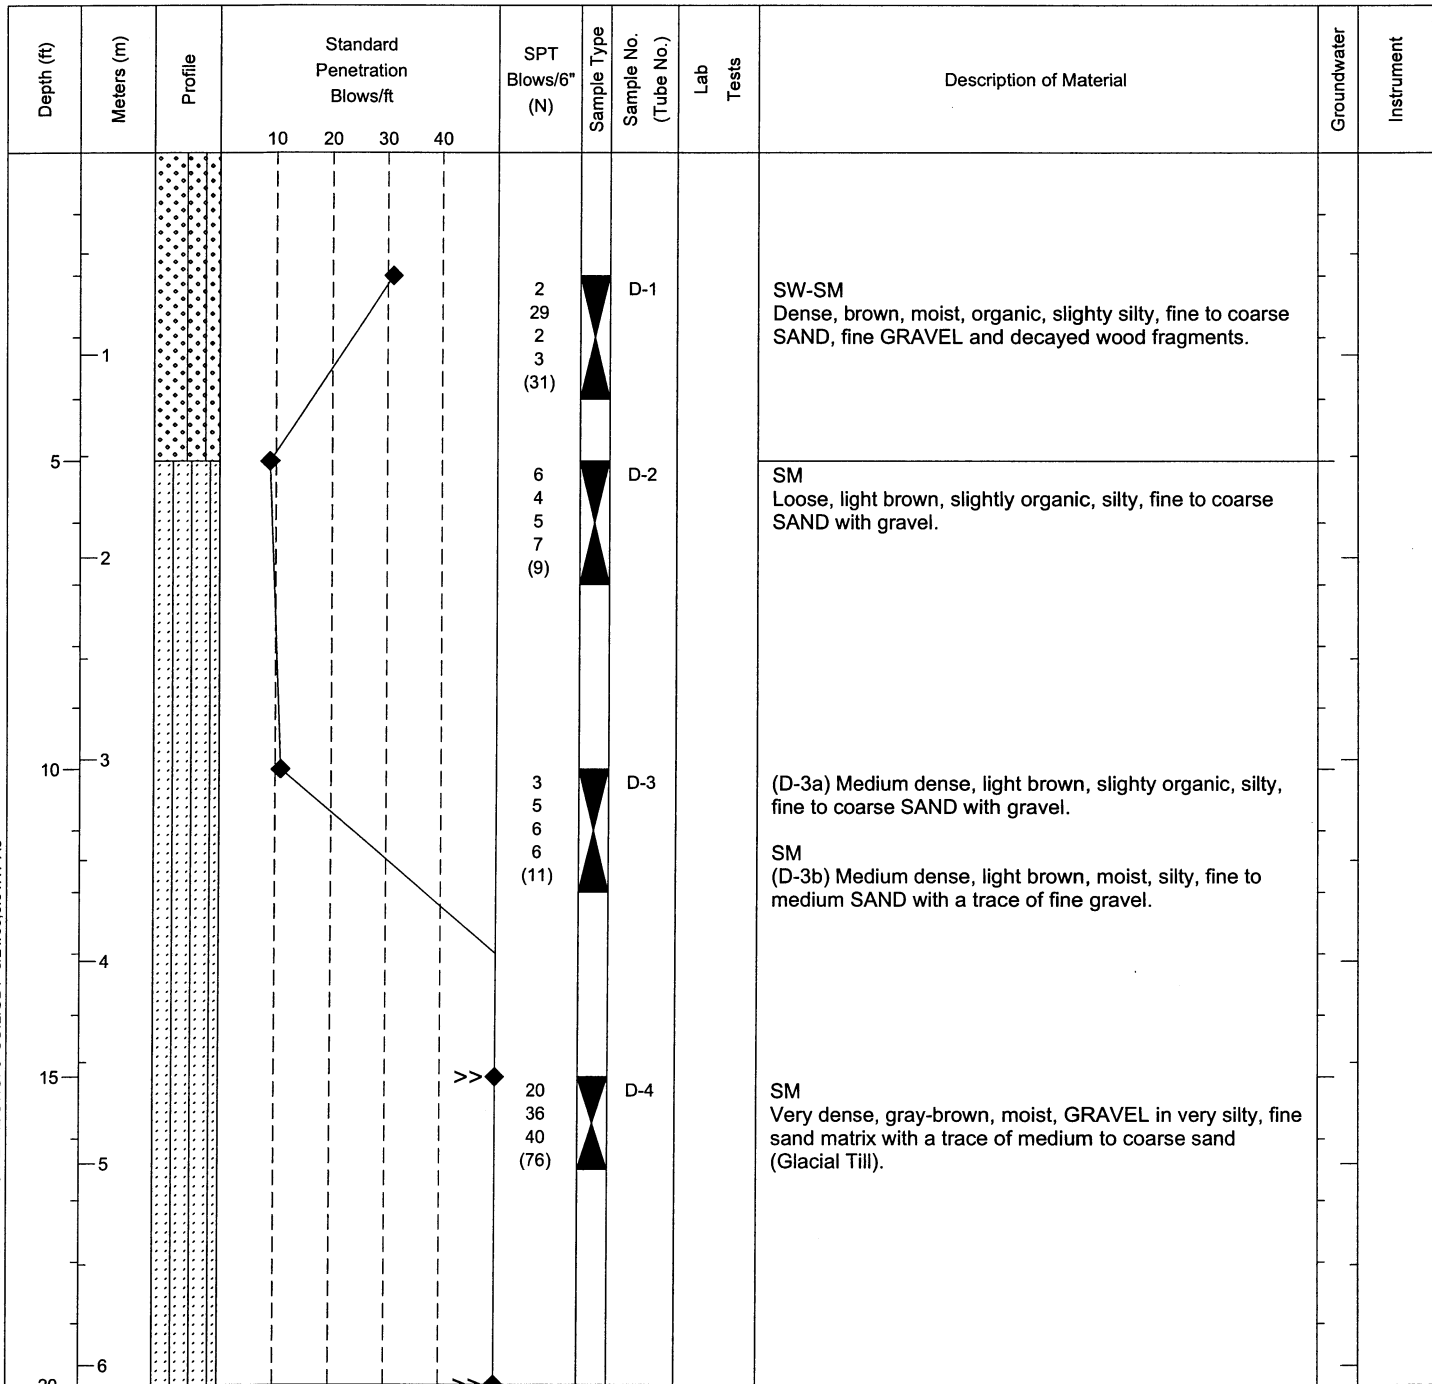 Depth (ft)
Meters (m)
Profile
Standard
Penetration
Blows/ft
10 20 30 40
SPT
Blows/6"
(N)
Sample Type
Sample No.
(Tube No.)
Lab
Tests
Description of Material
Groundwater
Instrument
2
29
2
3
(31)
D-1
SW-SM
Dense, brown, moist, organic, slighty silty, fine to coarse
SAND, fine GRAVEL and decayed wood fragments.
1
5
6
4
5
7
(9)
D-2
SM
Loose, light brown, slightly organic, silty, fine to coarse
SAND with gravel.
2
3
10
3
5
6
6
(11)
D-3
(D-3a) Medium dense, light brown, slighty organic, silty,
fine to coarse SAND with gravel.
SM
(D-3b) Medium dense, light brown, moist, silty, fine to
medium SAND with a trace of fine gravel.
4
15
>>
20
36
40
(76)
D-4
SM
Very dense, gray-brown, moist, GRAVEL in very silty, fine
sand matrix with a trace of medium to coarse sand
(Glacial Till).
5
6